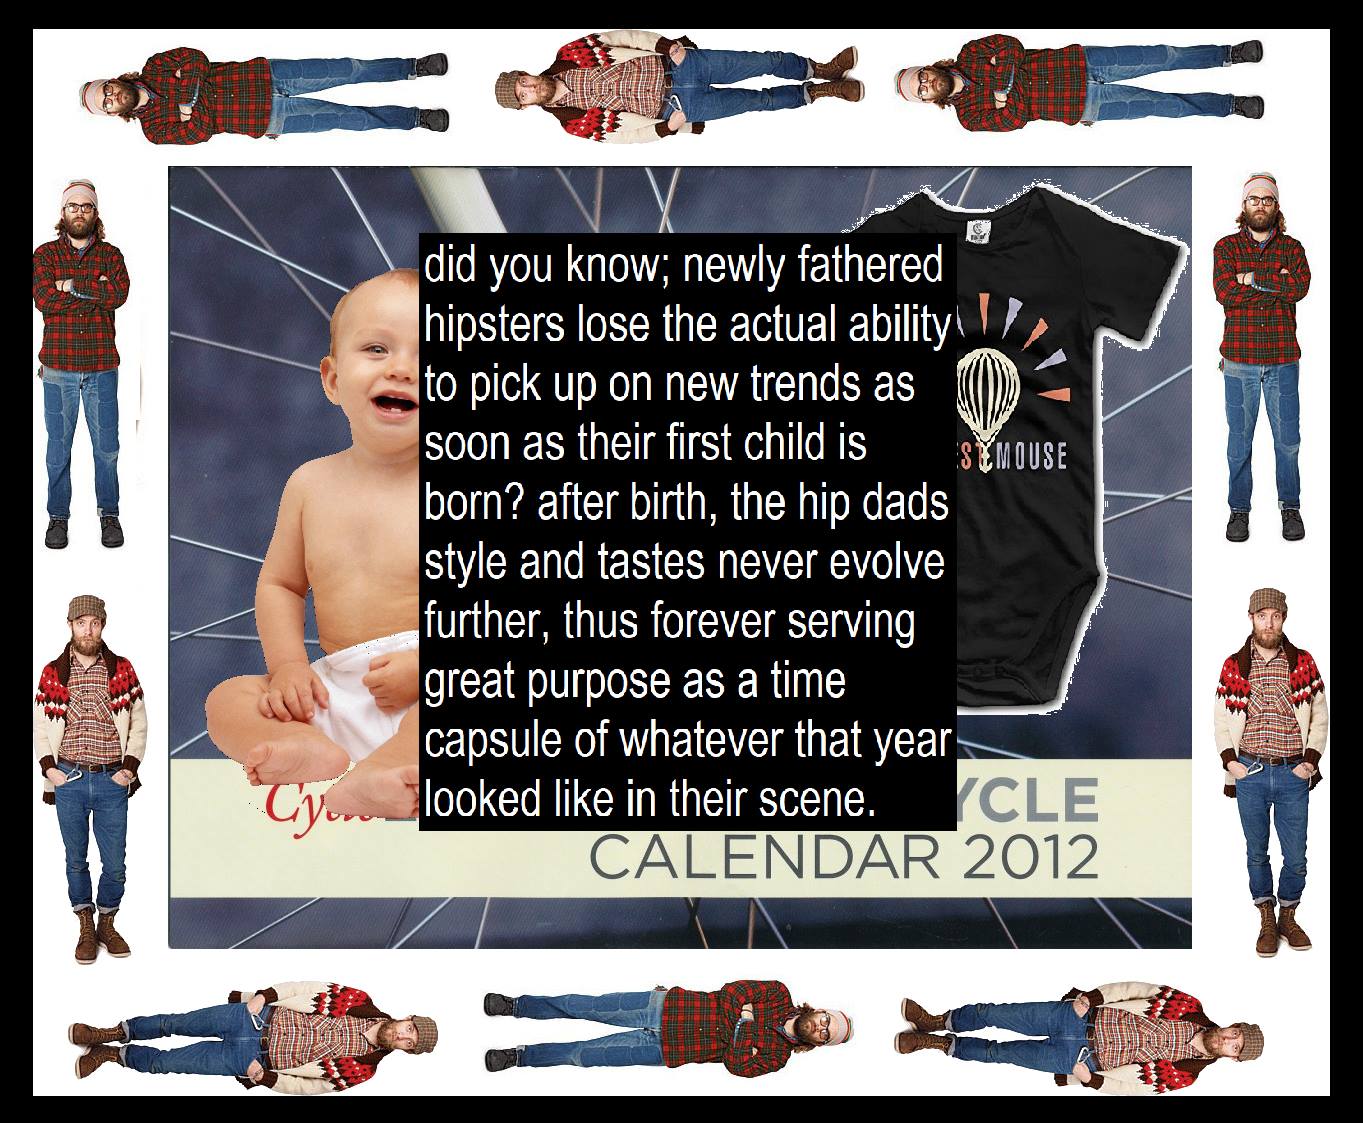 did you know; newly fathered
hipsters lose the actual ability
to pick up on new trends as
soon as their first child is
born? after birth, the hip dads
style and tastes never evolve
further, thus forever serving
great purpose as a time
capsule of whatever that year
looked like in their scene.
EST MOUSE
Cyc YCLE
CALENDAR 2012